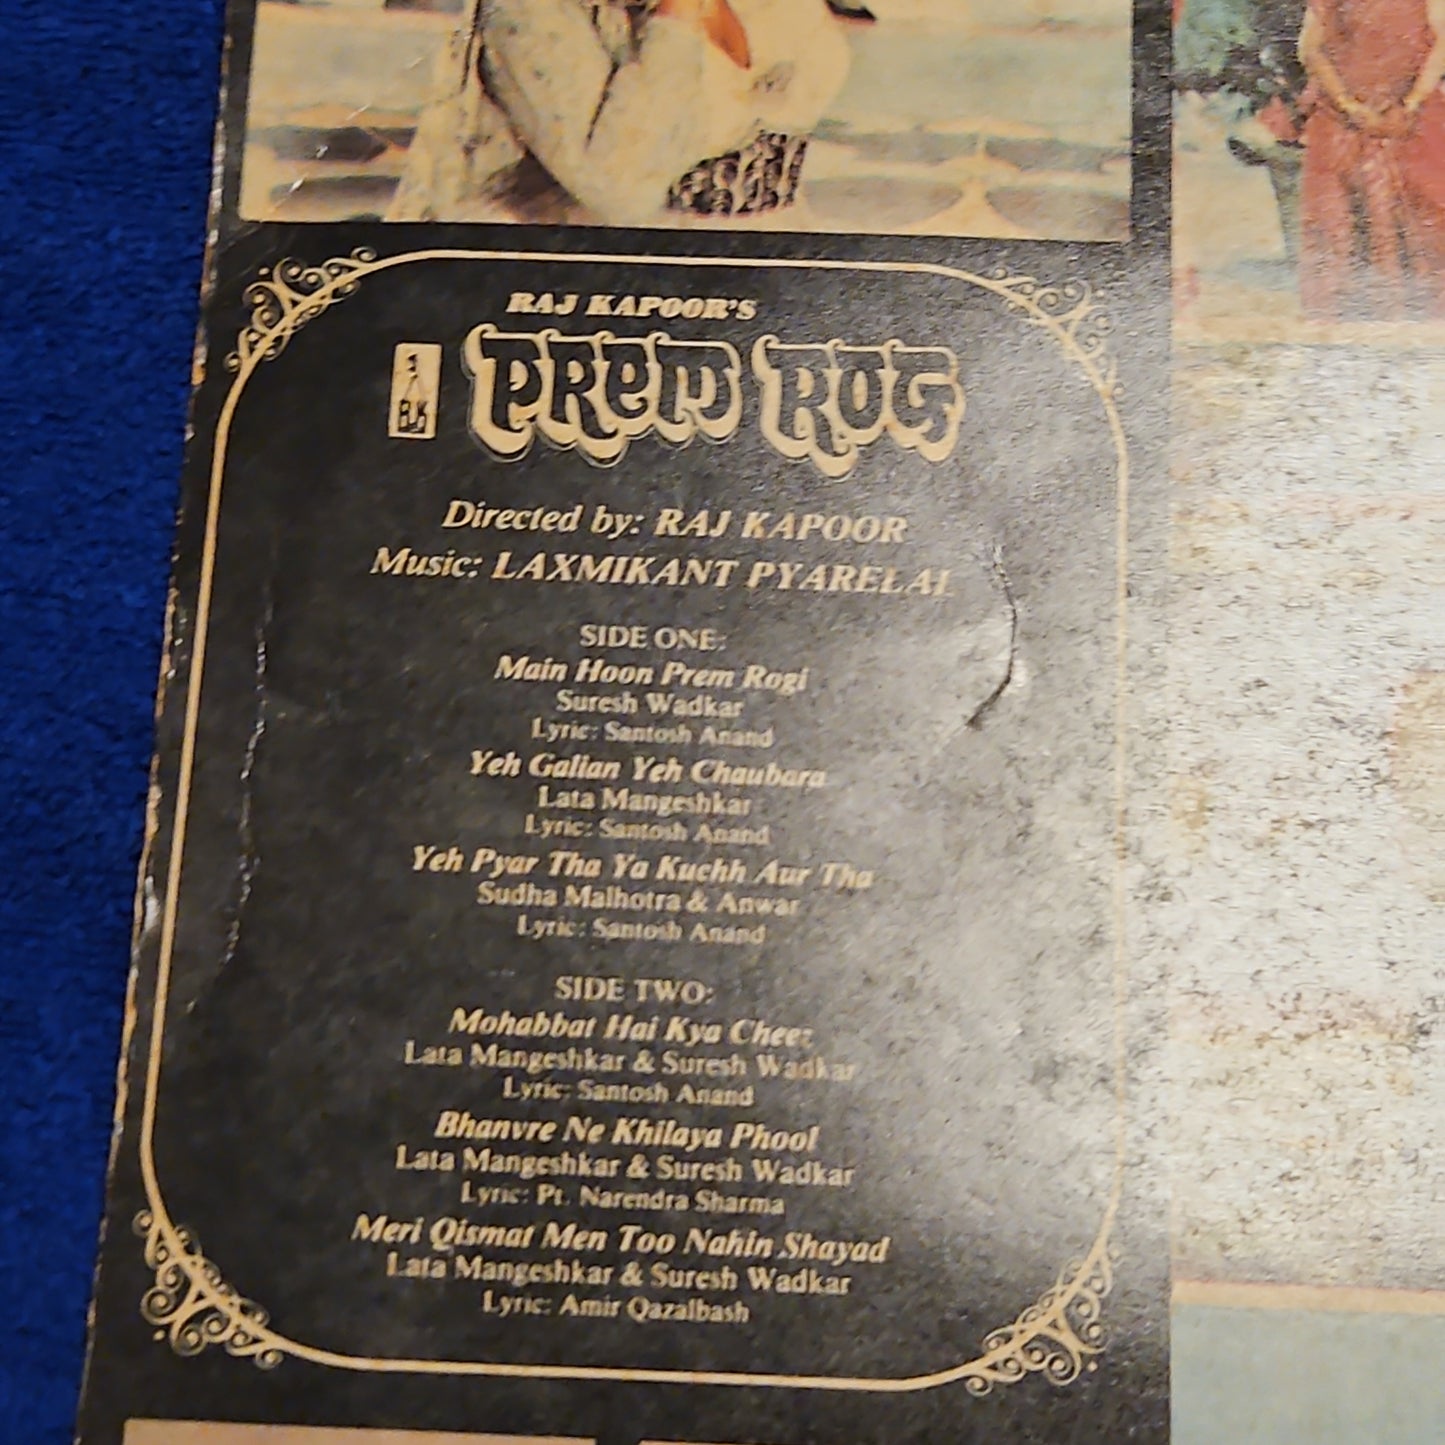 RAJ KAPOOR'S
PREM ROG
Directed by: RAJ KAPOOR
Music: LAXMIKANT PYARELAL
SIDE ONE:
Main Hoon Prem Rogi
Suresh Wadkar
Lyric: Santosh Anand
Yeh Galian Yeh Chaubara
Lata Mangeshkar
Lyric: Santosh Anand
Yeh Pyar Tha Ya Kuchh Aur Tha
Sudha Malhotra & Anwar
Lyric: Santosh Anand
SIDE TWO:
Mohabbat Hai Kya Cheez
Lata Mangeshkar & Suresh Wadkar
Lyric: Santosh Anand
Bhanvre Ne Khilaya Phool
Lata Mangeshkar & Suresh Wadkar
Lyric: Pt. Narendra Sharma
Meri Qismat Men Too Nahin Shayad
Lata Mangeshkar & Suresh Wadkar
Lyric: Amir Qazalbash